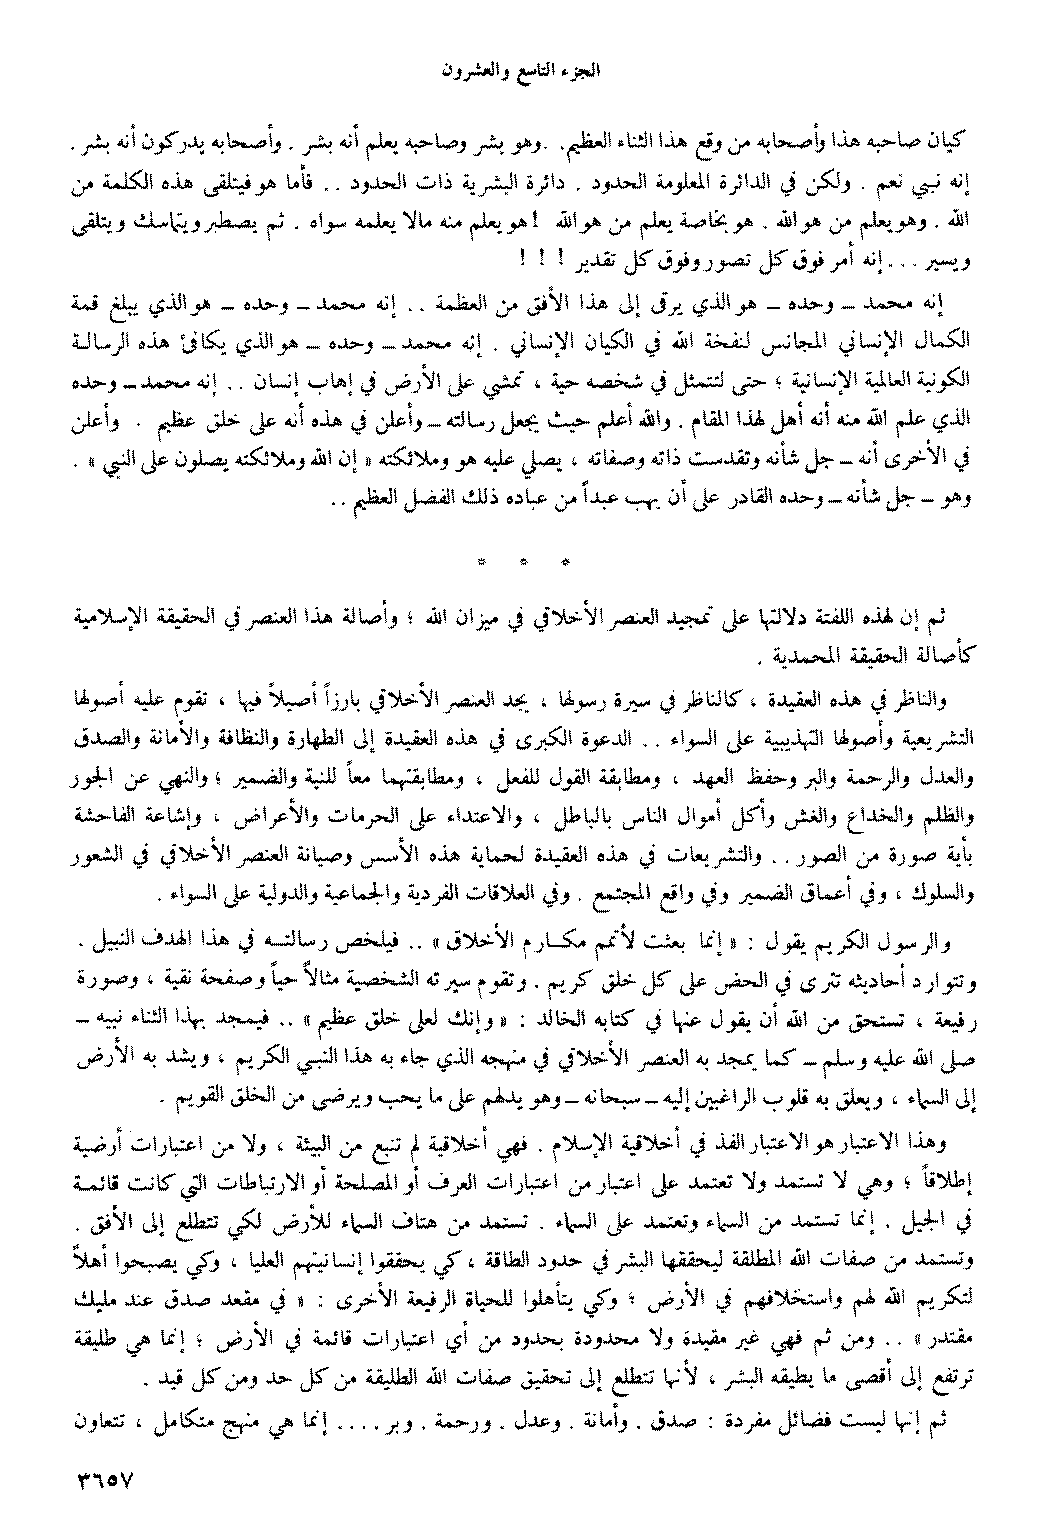 الجزء التاسع والعشرون
كيان صاحبه هذا وأصحابه من وقع هذا الثناء العظيم. .وهو بشر وصاحبه يعلم أنه بشر . وأصحابه يدركون أنه بشر .
إنه نبي نعم . ولكن في الدائرة المعلومة الحدود . دائرة البشرية ذات الحدود .. فأما هو فيتلقى هذه الكلمة من
الله . وهو يعلم من هو الله . هو بخاصة يعلم من هو الله ! هو يعلم منه مالا يعلمه سواه . ثم يصطبر ويتماسك ويتلقى
ويسير ... إنه أمر فوق كل تصور وفوق كل تقدير ! ! !
إنه محمد – وحده – هو الذي يرقى إلى هذا الأفق من العظمة .. إنه محمد – وحده – هو الذي يبلغ قمة
الكمال الإنساني المجانس لنفخة الله في الكيان الإنساني . إنه محمد – وحده – هو الذي يكافئ هذه الرسالة
الكونية العالمية الإنسانية ؛ حتى لتتمثل في شخصه حية ، تمشي على الأرض في إهاب إنسان .. إنه محمد – وحده
الذي علم الله منه أنه أهل لهذا المقام . والله أعلم حيث يجعل رسالته – وأعلن في هذه أنه على خلق عظيم . وأعلن
في الأخرى أنه – جل شأنه وتقدست ذاته وصفاته ، يصلي عليه هو وملائكته « إن الله وملائكته يصلون على النبي » .
وهو – جل شأنه – وحده القادر على أن يهب عبداً من عباده ذلك الفضل العظيم ..
* * *
ثم إن لهذه اللفتة دلالتها على تمجيد العنصر الأخلاقي في ميزان الله ؛ وأصالة هذا العنصر في الحقيقة الإسلامية
كأصالة الحقيقة المحمدية .
والناظر في هذه العقيدة ، كالناظر في سيرة رسولها ، يجد العنصر الأخلاقي بارزاً أصيلاً فيها ، تقوم عليه أصولها
التشريعية وأصولها التهذيبية على السواء .. الدعوة الكبرى في هذه العقيدة إلى الطهارة والنظافة والأمانة والصدق
والعدل والرحمة والبر وحفظ العهد ، ومطابقة القول للفعل ، ومطابقتهما معاً للنية والضمير ؛ والنهي عن الجور
والظلم والخداع والغش وأكل أموال الناس بالباطل ، والاعتداء على الحرمات والأعراض ، وإشاعة الفاحشة
بأية صورة من الصور .. والتشريعات في هذه العقيدة لحماية هذه الأسس وصيانة العنصر الأخلاقي في الشعور
والسلوك ، وفي أعماق الضمير وفي واقع المجتمع . وفي العلاقات الفردية والجماعية والدولية على السواء .
والرسول الكريم يقول : « إنما بعثت لأتمم مكارم الأخلاق » .. فيلخص رسالته في هذا الهدف النبيل .
وتتوارد أحاديثه تترى في الحض على كل خلق كريم . وتقوم سيرته الشخصية مثالاً حياً وصفحة نقية ، وصورة
رفيعة ، تستحق من الله أن يقول عنها في كتابه الخالد : « وإنك لعلى خلق عظيم » .. فيمجد بهذا الثناء نبيه –
صلى الله عليه وسلم – كما يمجد به العنصر الأخلاقي في منهجه الذي جاء به هذا النبي الكريم ، ويشد به الأرض
إلى السماء ، ويعلق به قلوب الراغبين إليه – سبحانه – وهو يدلهم على ما يحب ويرضى من الخلق القويم .
وهذا الاعتبار هو الاعتبار الفذ في أخلاقية الإسلام . فهي أخلاقية لم تنبع من البيئة ، ولا من اعتبارات أرضية
إطلاقاً ؛ وهي لا تستمد ولا تعتمد على اعتبار من اعتبارات العرف أو المصلحة أو الارتباطات التي كانت قائمة
في الجيل . إنما تستمد من السماء وتعتمد على السماء . تستمد من هتاف السماء للأرض لكي تتطلع إلى الأفق .
وتستمد من صفات الله المطلقة ليحققها البشر في حدود الطاقة ، كي يحققوا إنسانيتهم العليا ، وكي يصبحوا أهلاً
لتكريم الله لهم واستخلافهم في الأرض ؛ وكي يتأهلوا للحياة الرفيعة الأخرى : « في مقعد صدق عند مليك
مقتدر » .. ومن ثم فهي غير مقيدة ولا محدودة بحدود من أي اعتبارات قائمة في الأرض ؛ إنما هي طليقة
ترتفع إلى أقصى ما يطيقه البشر ، لأنها تتطلع إلى تحقيق صفات الله الطليقة من كل حد ومن كل قيد .
ثم إنها ليست فضائل مفردة : صدق . وأمانة . وعدل . ورحمة . وبر .... إنما هي منهج متكامل ، تتعاون
٣٦٥٧